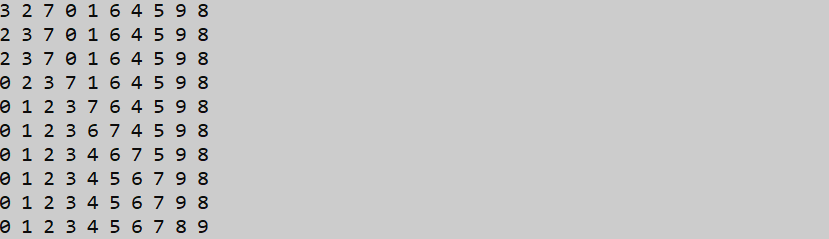 3 2 7 0 1 6 4 5 9 8
2 3 7 0 1 6 4 5 9 8
2 3 7 0 1 6 4 5 9 8
0 2 3 7 1 6 4 5 9 8
0 1 2 3 7 6 4 5 9 8
0 1 2 3 6 7 4 5 9 8
0 1 2 3 4 6 7 5 9 8
0 1 2 3 4 5 6 7 9 8
0 1 2 3 4 5 6 7 9 8
0 1 2 3 4 5 6 7 8 9